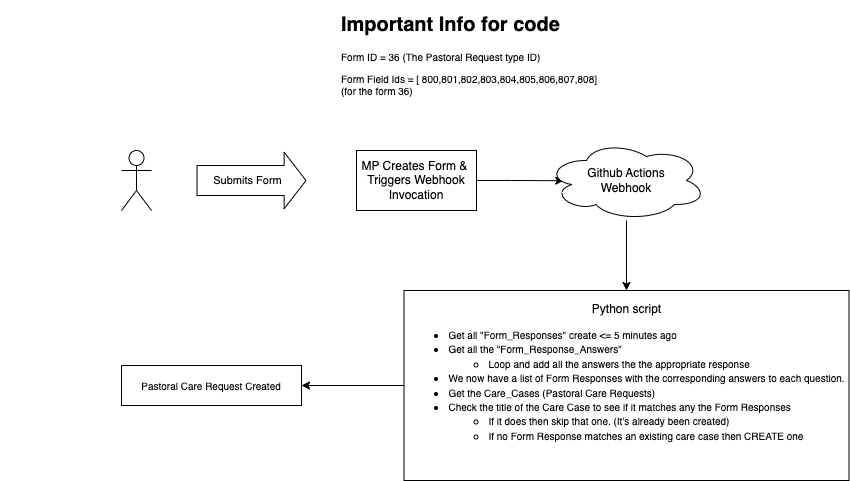 Important Info for code
Form ID = 36 (The Pastoral Request type ID)
Form Field Ids = [ 800,801,802,803,804,805,806,807,808]
(for the form 36)
Submits Form
MP Creates Form &
Triggers Webhook
Invocation
Github Actions
Webhook
Python script
• Get all "Form_Responses" create <= 5 minutes ago
• Get all the "Form_Response_Answers"
○ Loop and add all the answers the the appropriate response
• We now have a list of Form Responses with the corresponding answers to each question.
• Get the Care_Cases (Pastoral Care Requests)
• Check the title of the Care Case to see if it matches any the Form Responses
○ If it does then skip that one. (It's already been created)
○ If no Form Response matches an existing care case then CREATE one
Pastoral Care Request Created